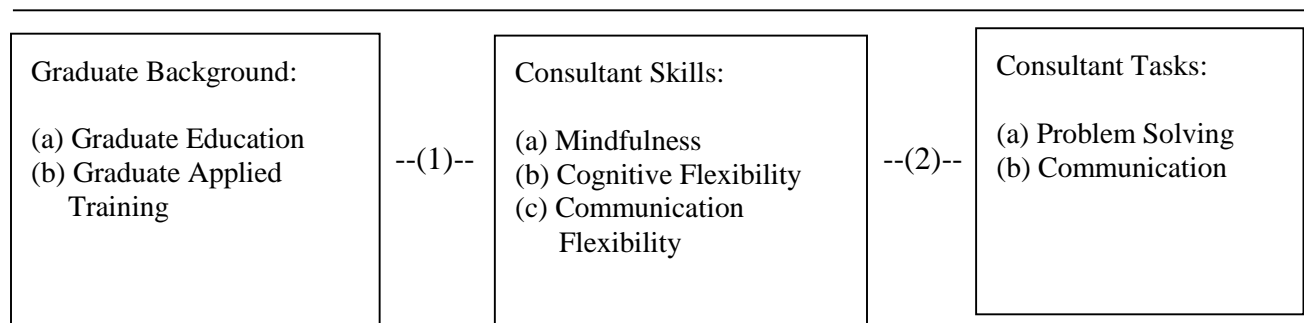 Graduate Background:
(a) Graduate Education
(b) Graduate Applied
Training
--(1)--
Consultant Skills:
(a) Mindfulness
(b) Cognitive Flexibility
(c) Communication
Flexibility
--(2)--
Consultant Tasks:
(a) Problem Solving
(b) Communication